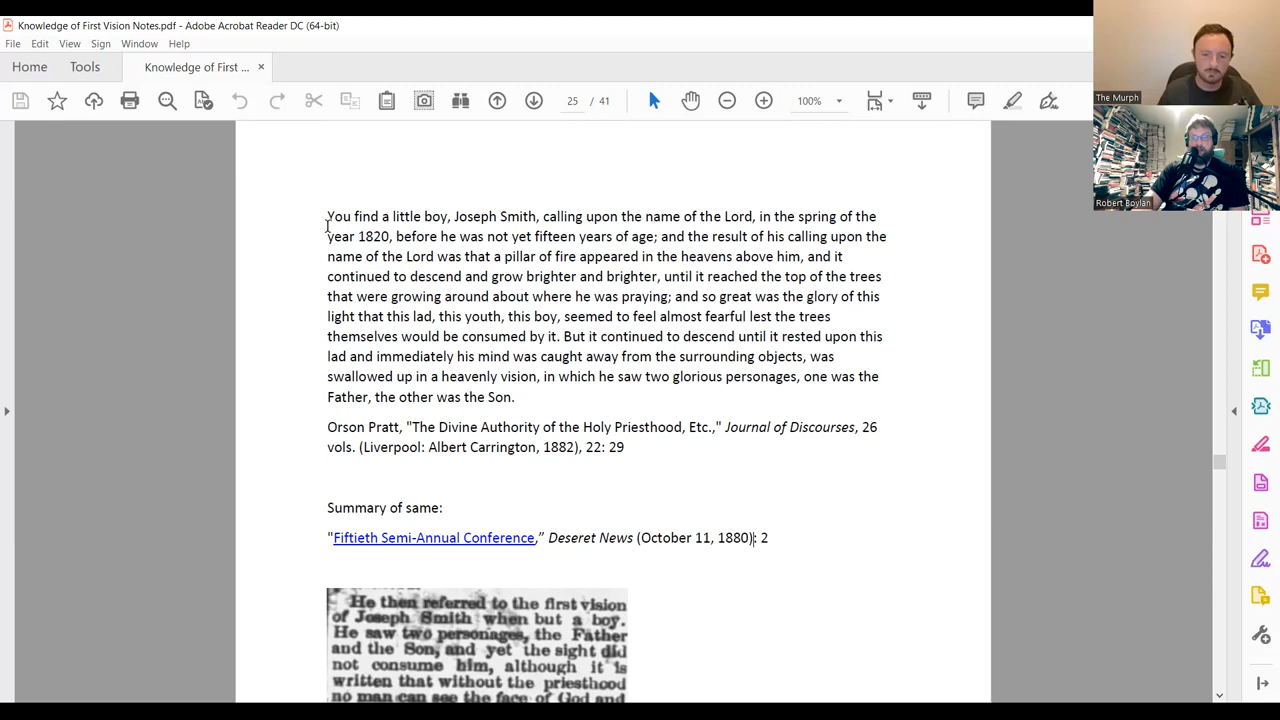 Knowledge of First Vision Notes.pdf - Adobe Acrobat Reader DC (64-bit)
File Edit View Sign Window Help
Home Tools Knowledge of First ... ×
25 / 41 100%
The Murph
Robert Boylan
You find a little boy, Joseph Smith, calling upon the name of the Lord, in the spring of the
year 1820, before he was not yet fifteen years of age; and the result of his calling upon the
name of the Lord was that a pillar of fire appeared in the heavens above him, and it
continued to descend and grow brighter and brighter, until it reached the top of the trees
that were growing around about where he was praying; and so great was the glory of this
light that this lad, this youth, this boy, seemed to feel almost fearful lest the trees
themselves would be consumed by it. But it continued to descend until it rested upon this
lad and immediately his mind was caught away from the surrounding objects, was
swallowed up in a heavenly vision, in which he saw two glorious personages, one was the
Father, the other was the Son.
Orson Pratt, "The Divine Authority of the Holy Priesthood, Etc.," Journal of Discourses, 26
vols. (Liverpool: Albert Carrington, 1882), 22: 29
Summary of same:
"Fiftieth Semi-Annual Conference,” Deseret News (October 11, 1880): 2
He then referred to the first vision
of Joseph Smith when but a boy.
He saw two personages, the Father
and the Son, and yet the sight did
not consume him, although it is
written that without the priesthood
no man can see the face of God and